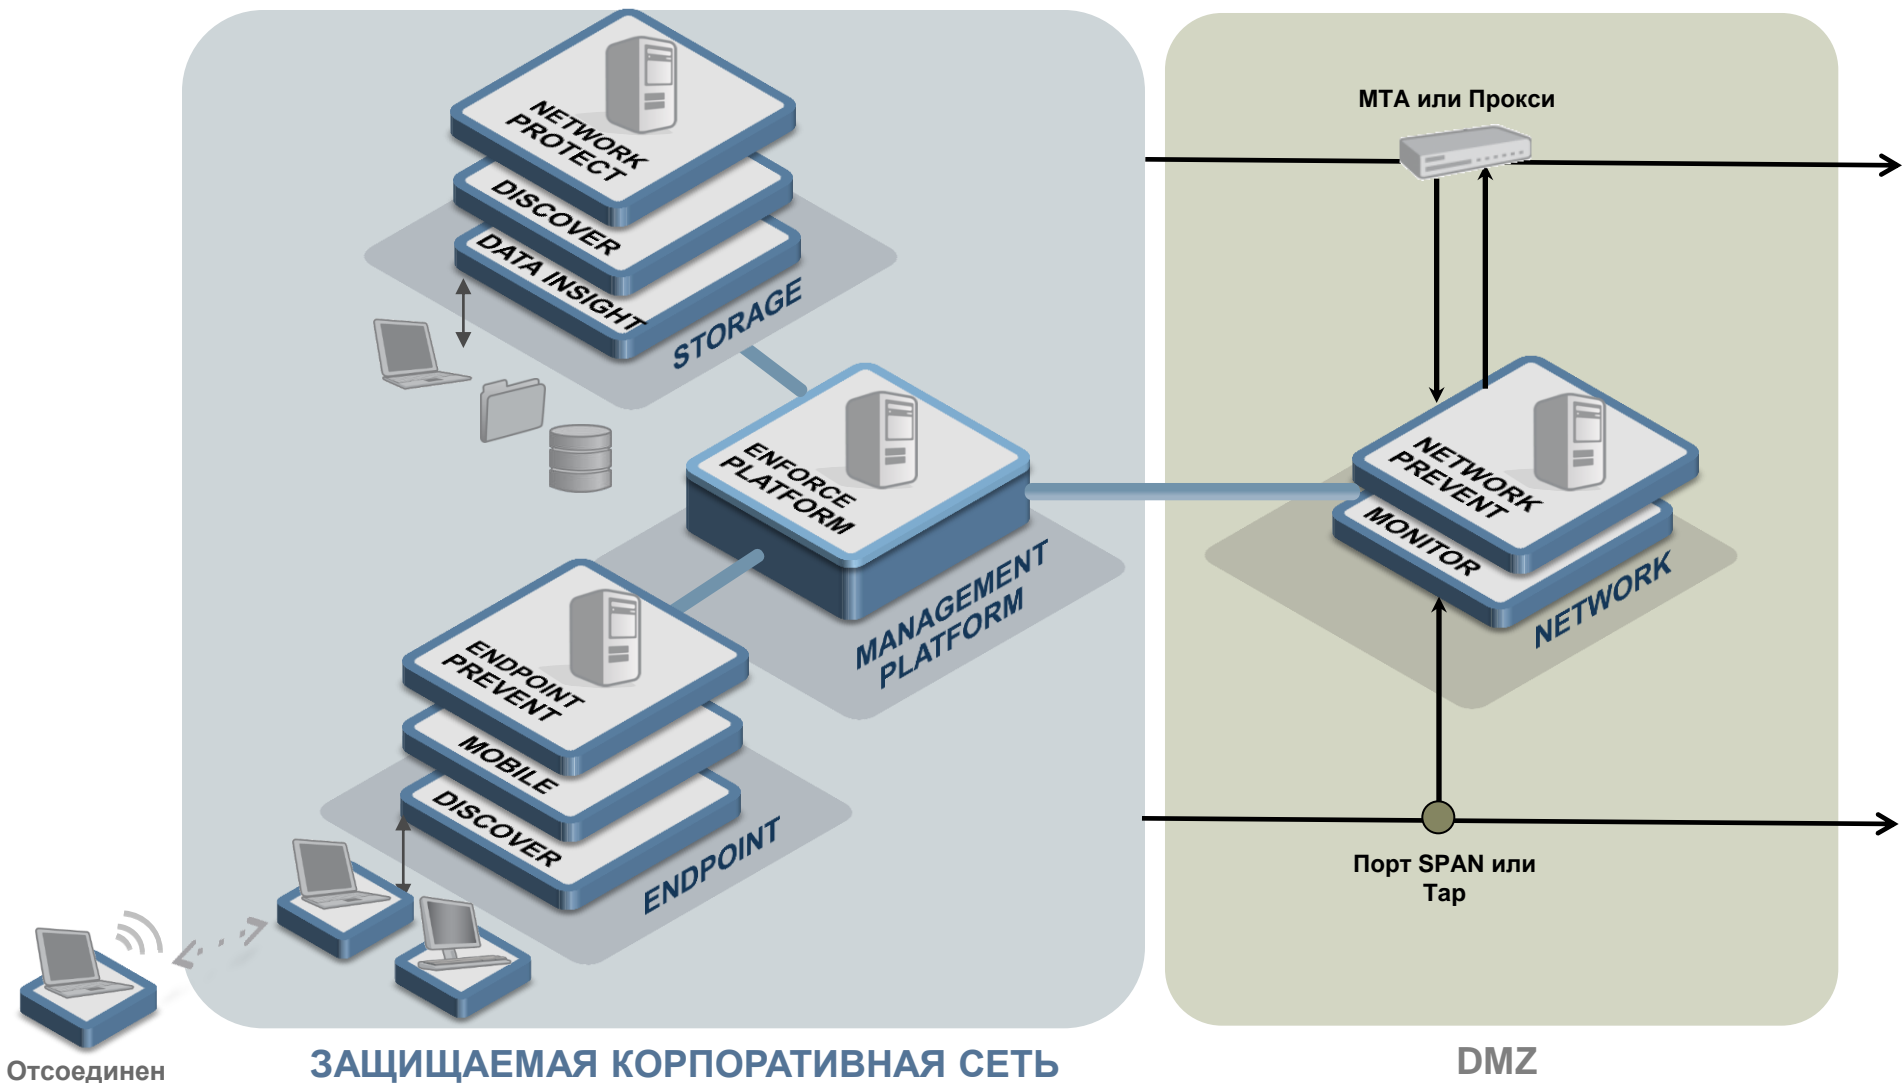 NETWORK
PROTECT
DISCOVER
DATA INSIGHT
STORAGE
ENFORCE
PLATFORM
MANAGEMENT
PLATFORM
ENDPOINT
PREVENT
MOBILE
DISCOVER
ENDPOINT
Отсоединен
ЗАЩИЩАЕМАЯ КОРПОРАТИВНАЯ СЕТЬ
МТА или Прокси
NETWORK
PREVENT
MONITOR
NETWORK
Порт SPAN или
Tap
DMZ